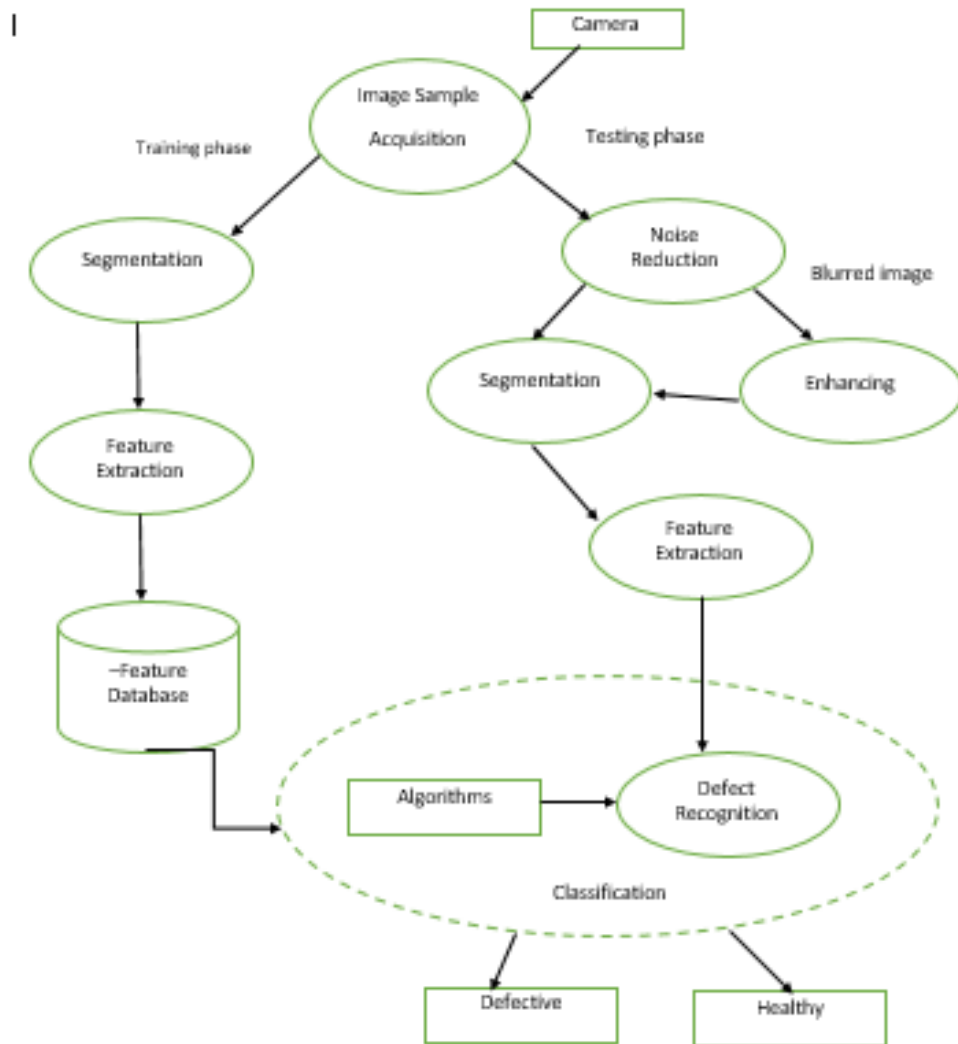 I
Camera
Image Sample
Acquisition
Training phase
Testing phase
Segmentation
Noise
Reduction
Blurred image
Segmentation
Enhancing
Feature
Extraction
Feature
Extraction
–Feature
Database
Algorithms
Defect
Recognition
Classification
Defective
Healthy